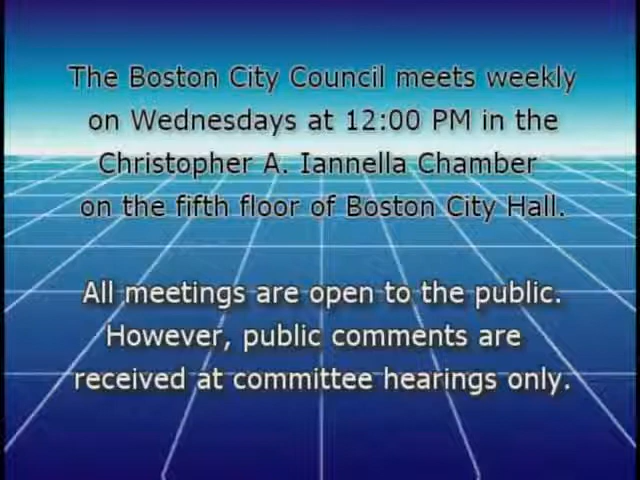 The Boston City Council meets weekly
on Wednesdays at 12:00 PM in the
Christopher A. Iannella Chamber
on the fifth floor of Boston City Hall.
All meetings are open to the public.
However, public comments are
received at committee hearings only.